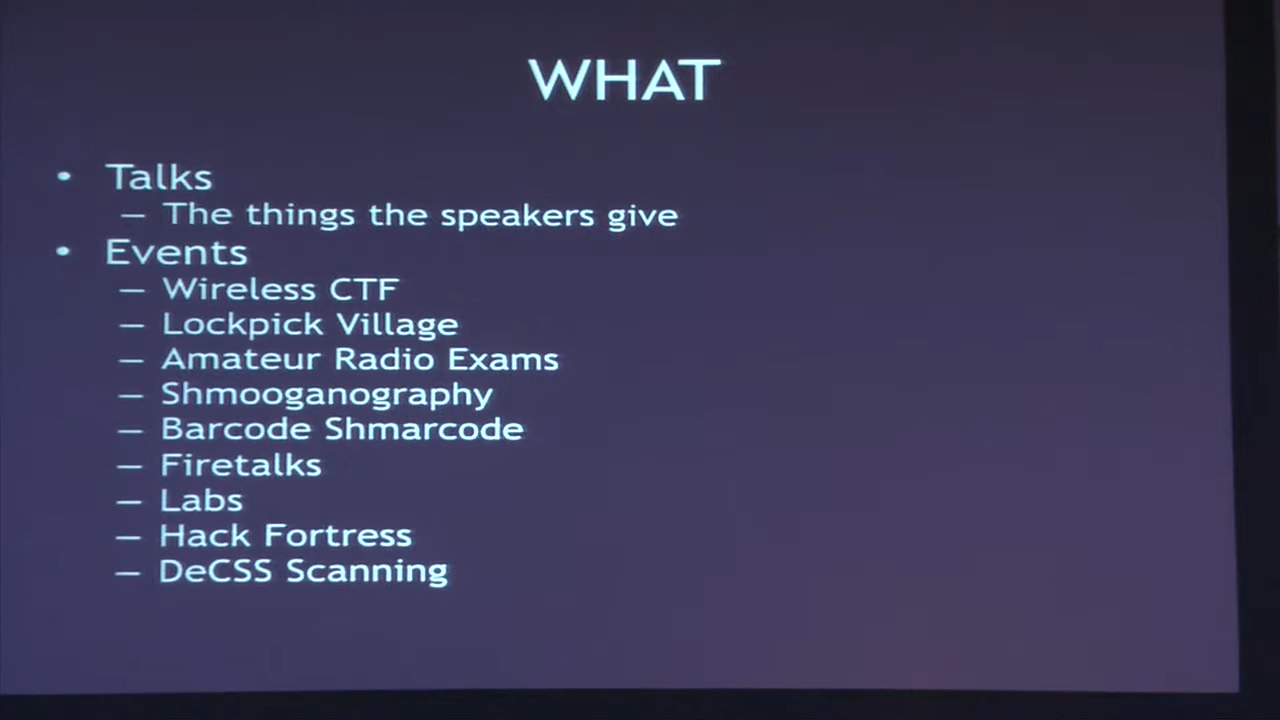 WHAT
• Talks
– The things the speakers give
• Events
– Wireless CTF
– Lockpick Village
– Amateur Radio Exams
– Shmooganography
– Barcode Shmarcode
– Firetalks
– Labs
– Hack Fortress
– DeCSS Scanning